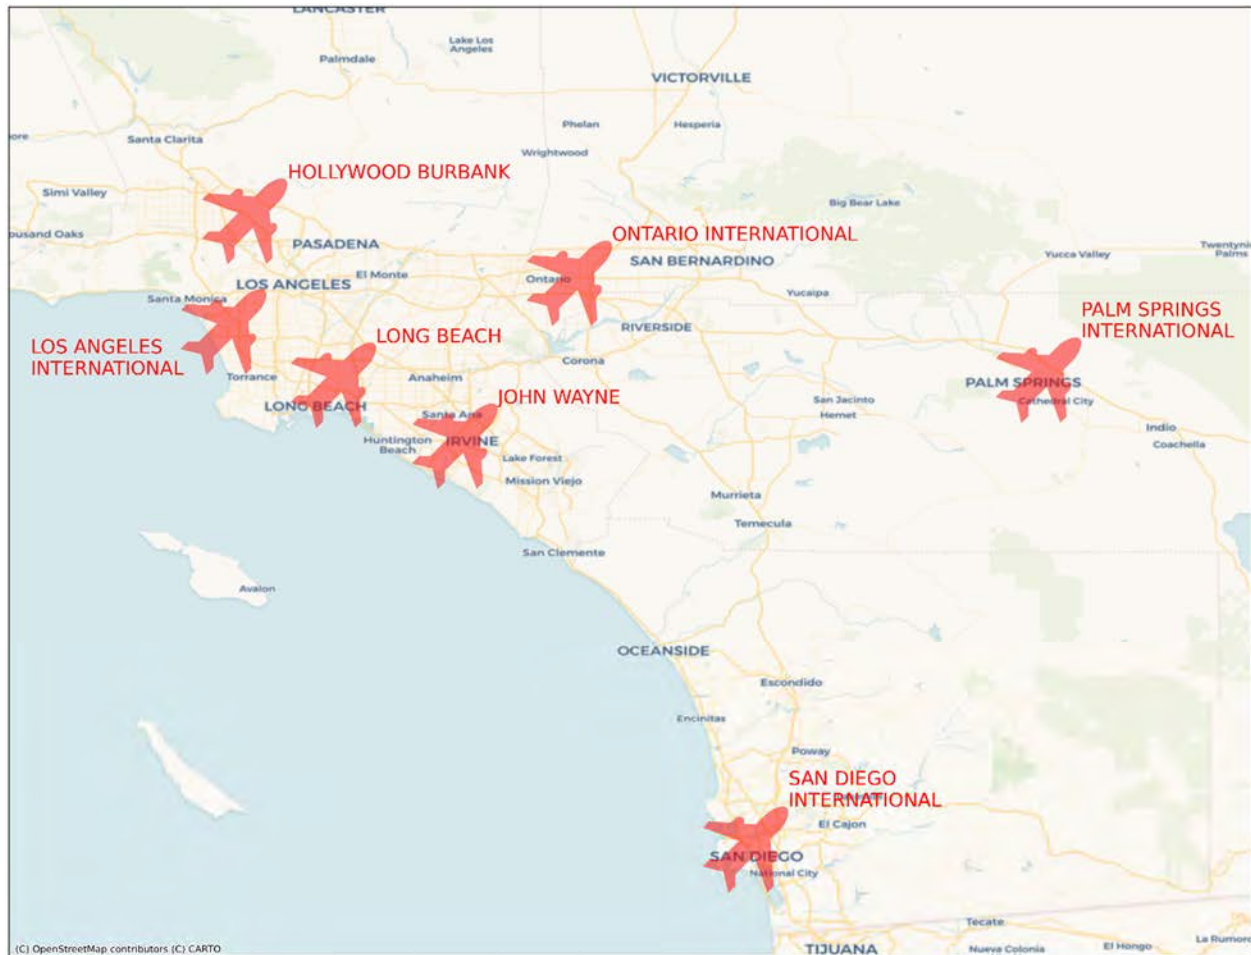 LANCASTER
Lake Los
Angeles
Palmdale
VICTORVILLE
Phelan
Hesperia
ore
Santa Clarita
Wrightwood
HOLLYWOOD BURBANK
Simi Valley
Big Bear Lake
ousand Oaks
PASADENA
ONTARIO INTERNATIONAL
Twentynin
Palms
Yucca Valley
SAN BERNARDINO
El Monte
Ontario
LOS ANGELES
Santa Monica
Yucaipa
PALM SPRINGS
INTERNATIONAL
RIVERSIDE
LONG BEACH
LOS ANGELES
INTERNATIONAL
Corona
Torrance
Anaheim
PALM SPRINGS
JOHN WAYNE
San Jacinto
Cathedral City
LONG BEACH
Santa Ana
Hemet
Indio
Huntington
Beach
IRVINE
Coachella
Lake Forest
Mission Viejo
Murrieta
Temecula
San Clemente
Avalon
OCEANSIDE
Escondido
Encinitas
Poway
SAN DIEGO
INTERNATIONAL
El Cajon
SAN DIEGO
National City
Tecate
La Rumoro
(C) OpenStreetMap contributors (C) CARTO
TIJUANA
Nueva Colonia
El Hongo